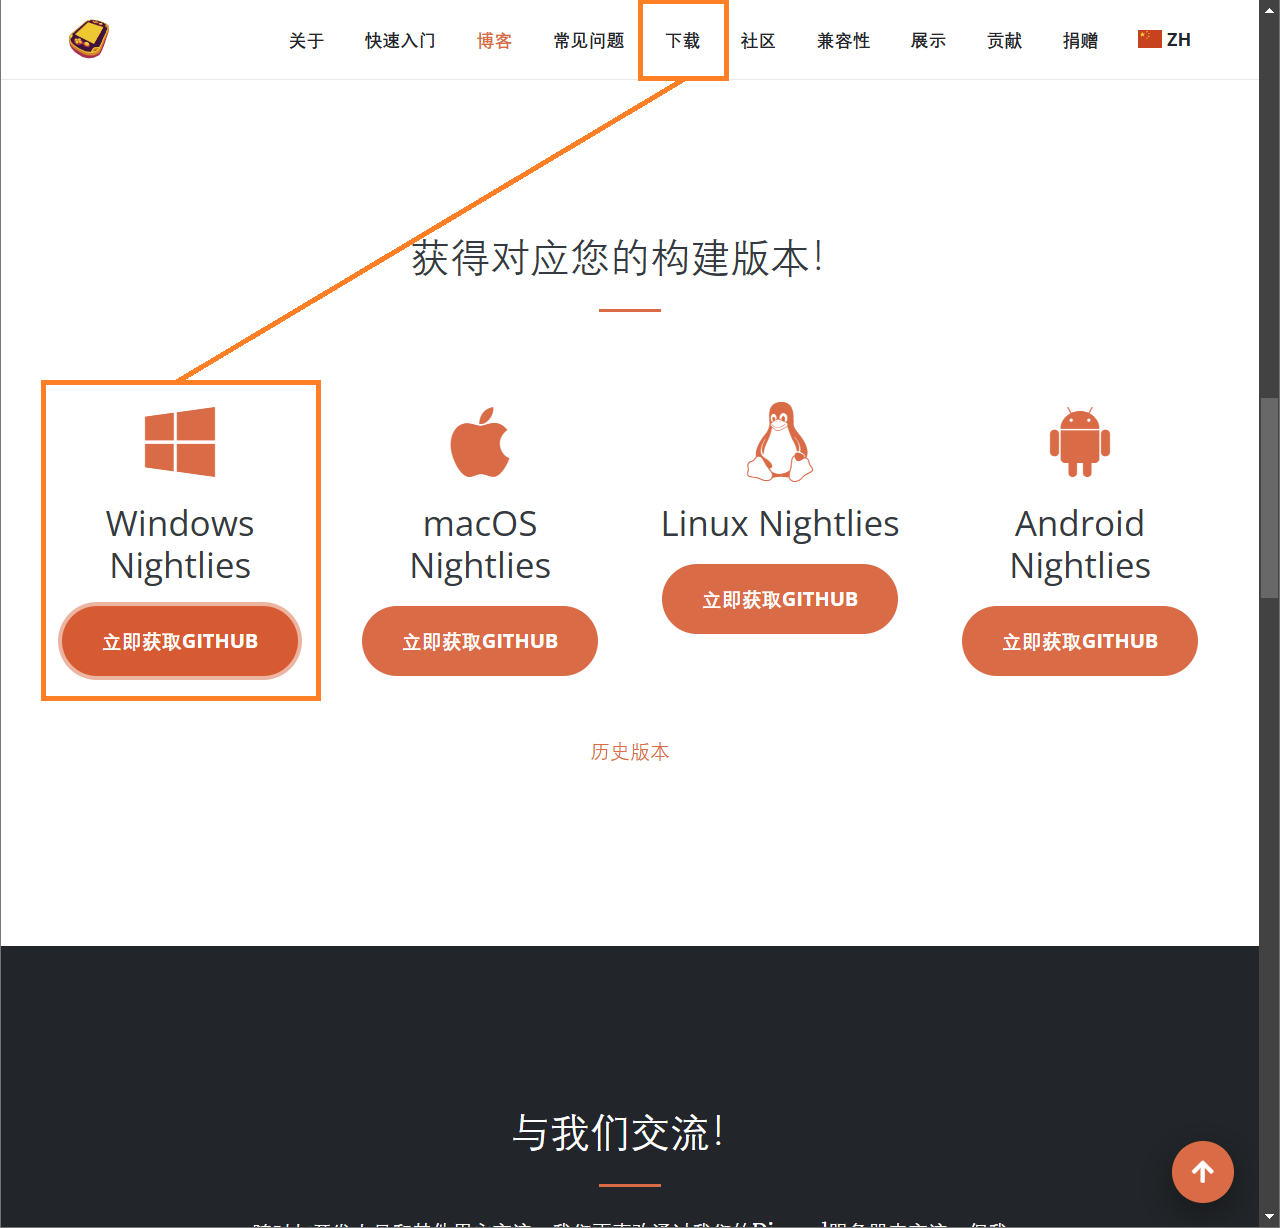 关于 快速入门 博客 常见问题 下载 社区 兼容性 展示 贡献 捐赠 ZH
获得对应您的构建版本!
Windows
Nightlies
立即获取GITHUB
macOS
Nightlies
立即获取GITHUB
Linux Nightlies
立即获取GITHUB
Android
Nightlies
立即获取GITHUB
历史版本
与我们交流!